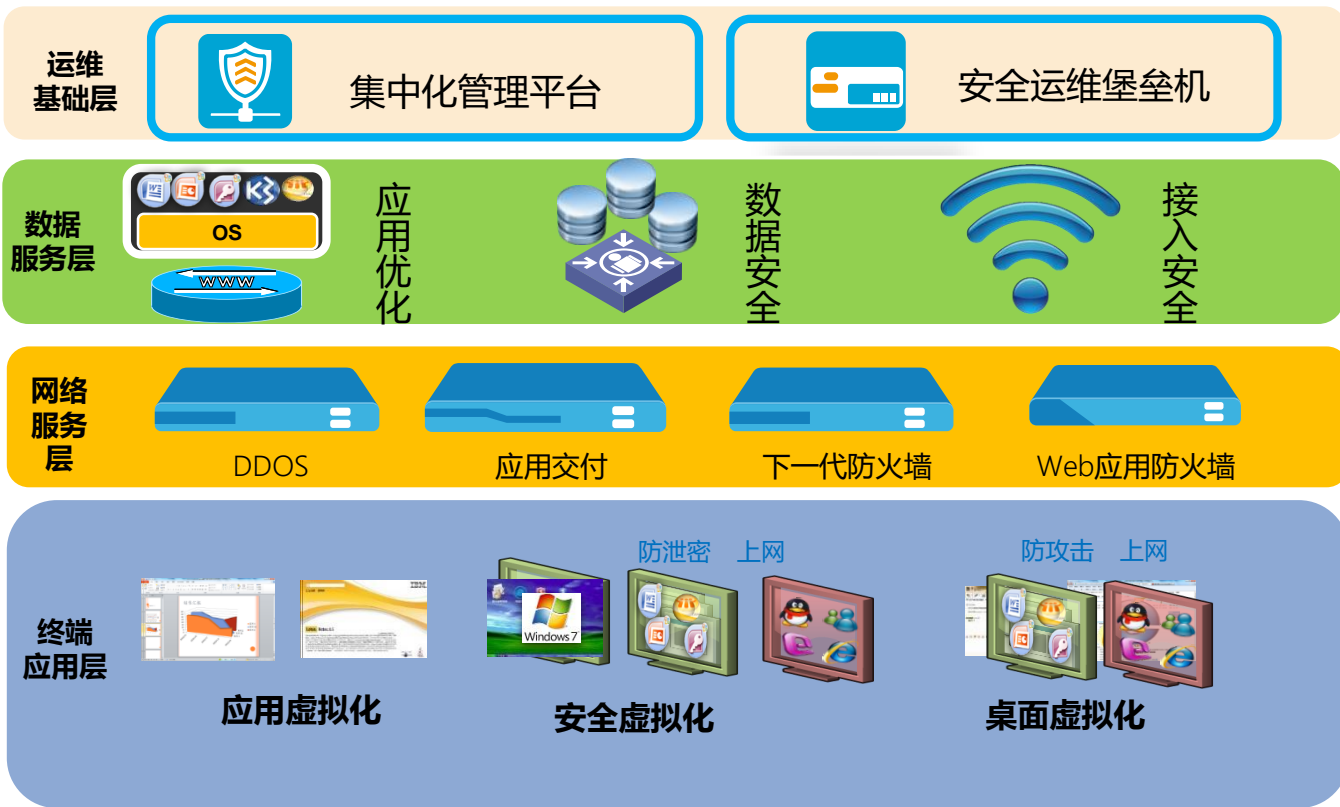 运维
基础层
集中化管理平台
安全运维堡垒机
数据
服务层
OS
WWW
应用优化
数据安全
接入安全
网络
服务
层
DDOS
应用交付
下一代防火墙
Web应用防火墙
终端
应用层
防泄密 上网
防攻击 上网
Windows 7
IBM
应用虚拟化
安全虚拟化
桌面虚拟化